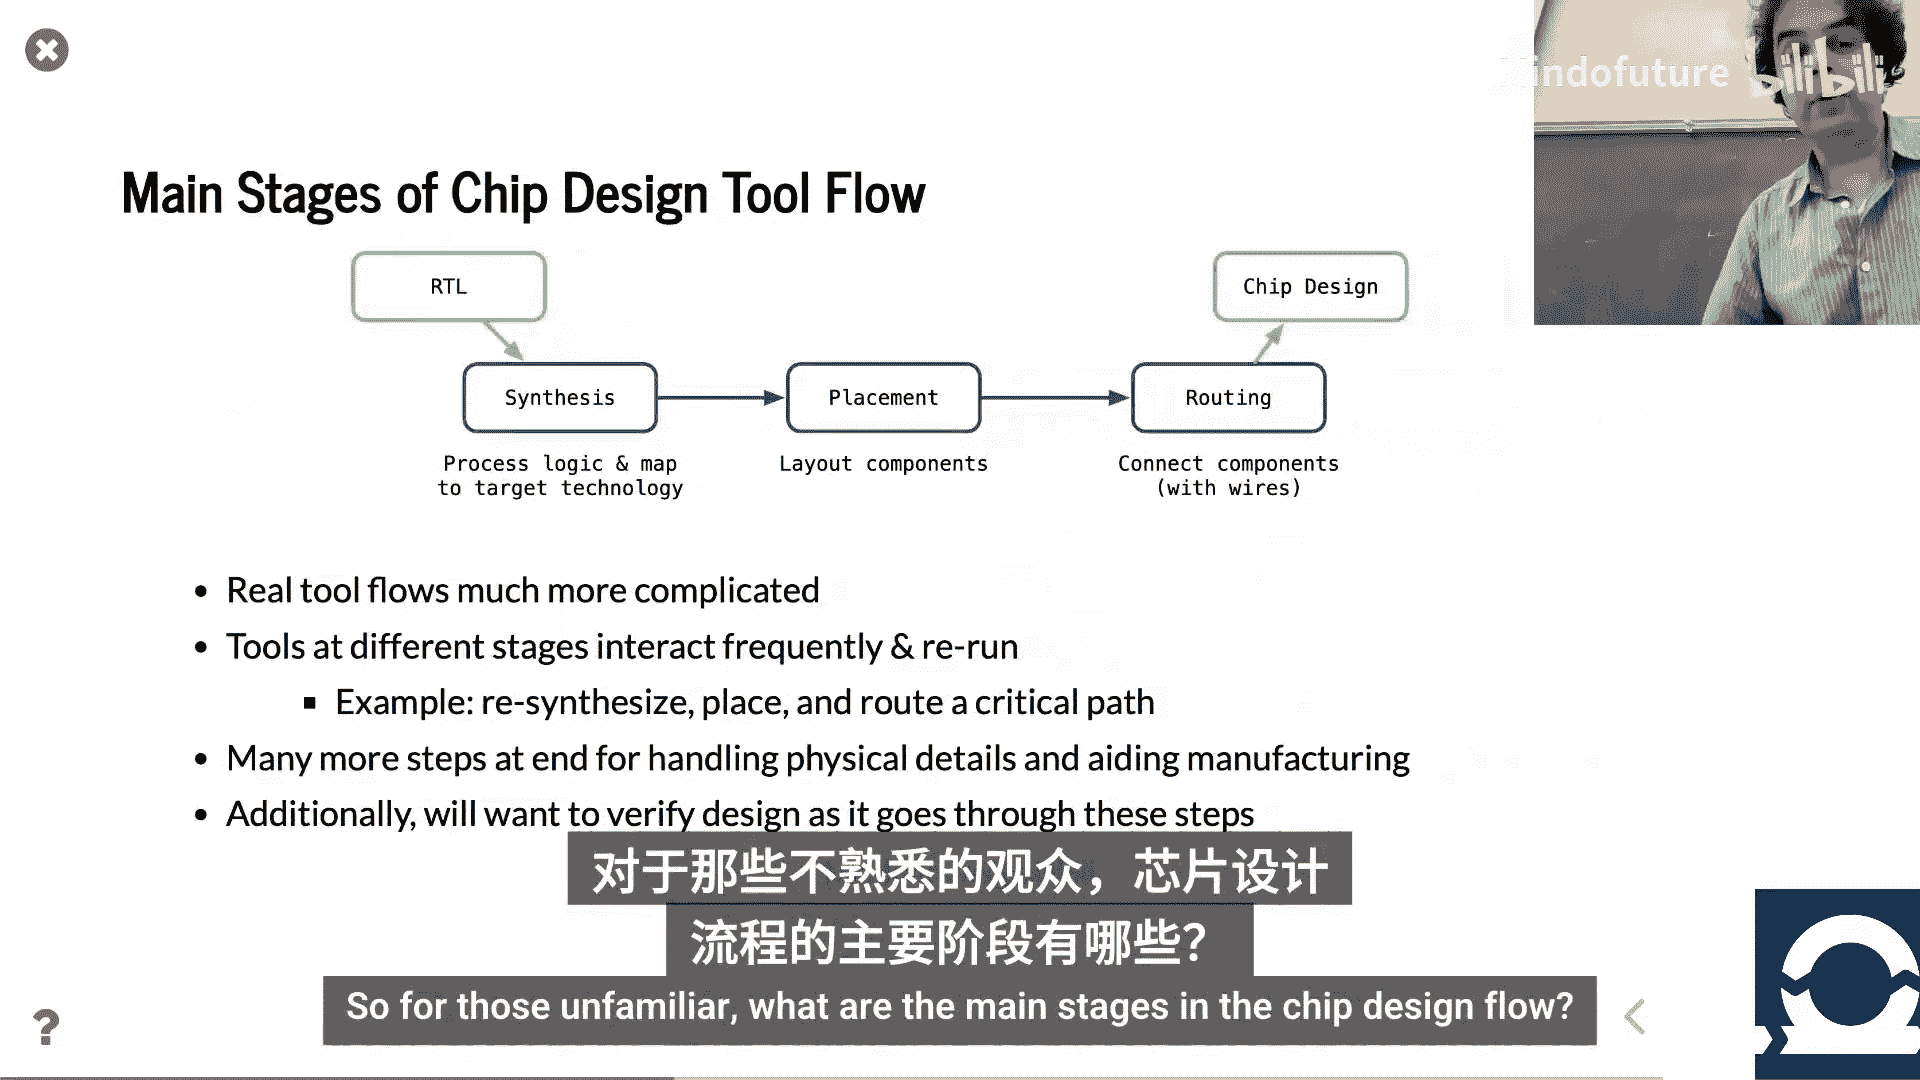 indofuture bilibili
Main Stages of Chip Design Tool Flow
RTL
Chip Design
Synthesis
Placement
Routing
Process logic & map
to target technology
Layout components
Connect components
(with wires)
Real tool flows much more complicated
Tools at different stages interact frequently & re-run
Example: re-synthesize, place, and route a critical path
Many more steps at end for handling physical details and aiding manufacturing
Additionally, will want to verify design as it goes through these steps
对于那些不熟悉的观众，芯片设计
流程的主要阶段有哪些？
So for those unfamiliar, what are the main stages in the chip design flow?
?